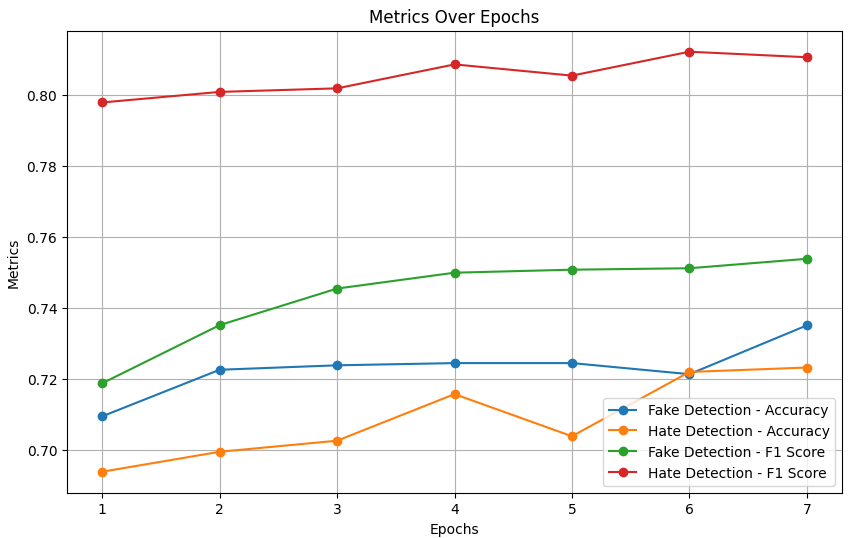 Metrics Over Epochs
Metrics
0.80
0.78
0.76
0.74
0.72
0.70
1 2 3 4 5 6 7
Epochs
Fake Detection - Accuracy
Hate Detection - Accuracy
Fake Detection - F1 Score
Hate Detection - F1 Score